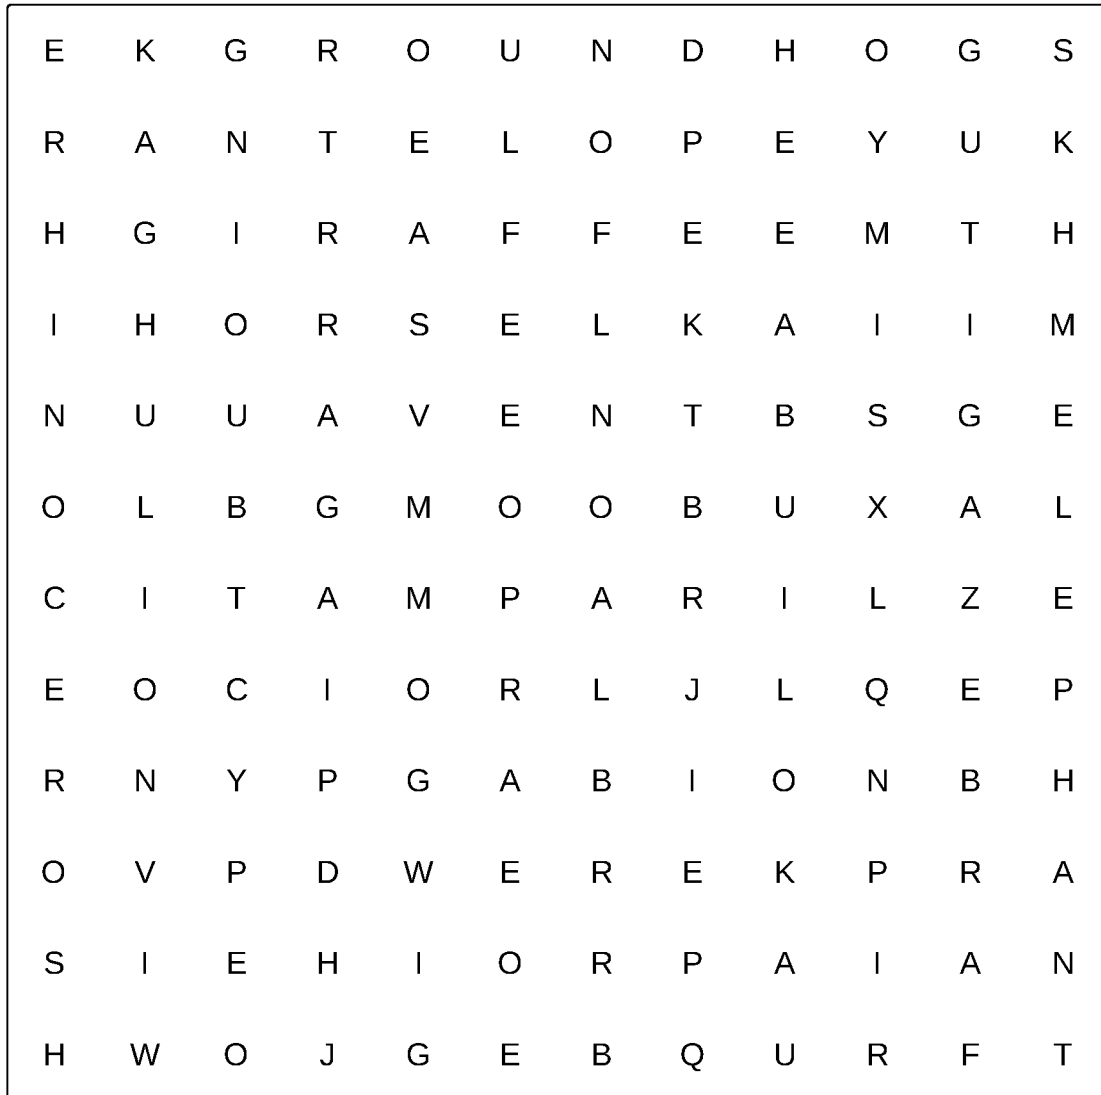 E K G R O U N D H O G S
R A N T E L O P E Y U K
H G I R A F F E E M T H
I H O R S E L K A I I M
N U U A V E N T B S G E
O L B G M O O B U X A L
C I T A M P A R I L Z E
E O C I O R L J L Q E P
R N Y P G A B I O N B H
O V P D W E R E K P R A
S I E H I O R P A I A N
H W O J G E B Q U R F T